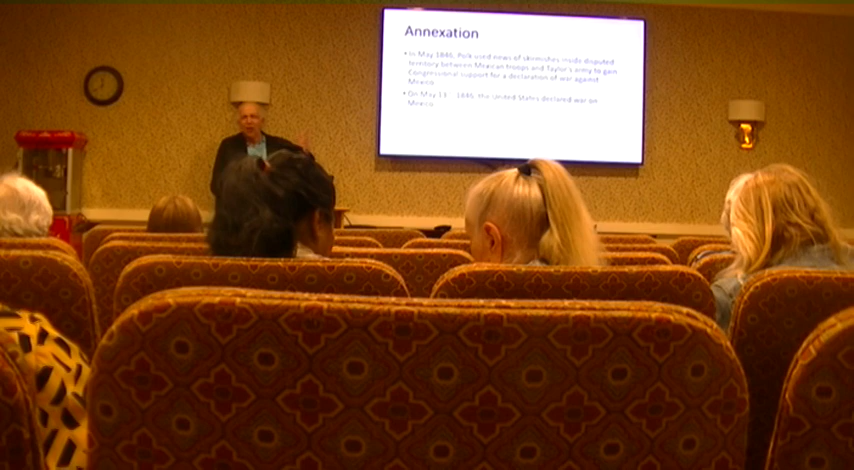 Annexation
• In May 1846, Polk used news of skirmishes inside disputed
territory between Mexican troops and Taylor's army to gain
Congressional support for a declaration of war against
Mexico.
• On May 13, 1846, the United States declared war on
Mexico.